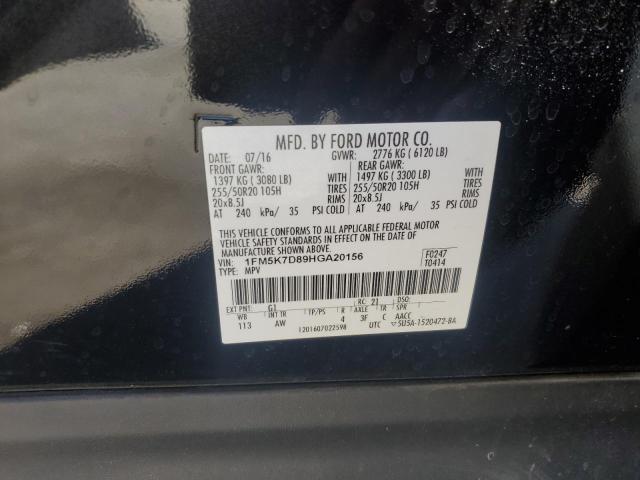 MFD. BY FORD MOTOR CO.
07/16 GVWR: 2776 KG ( 6120 LB)
FRONT GAWR: REAR GAWR:
1397 KG ( 3080 LB) WITH 1497 KG ( 3300 LB) WITH
255/50R20 105H TIRES 255/50R20 105H TIRES
20x8.5J RIMS 20x8.5J RIMS
AT 240 kPa/ 35 PSI COLD AT 240 kPa/ 35 PSI COLD
THIS VEHICLE CONFORMS TO ALL APPLICABLE FEDERAL MOTOR
VEHICLE SAFETY AND BUMPER STANDARDS IN EFFECT ON THE DATE OF
MANUFACTURE SHOWN ABOVE.
VIN: 1FM5K7D89HGA20156 F0247
TYPE: MPV T0414
EXT PNT: G1 RC: 21 DSO:
WB INT TR TP/PS R AXLE TR SPR
113 AW 4 3F C AACC
I201607022598 UTC 5U5A-1520472-BA